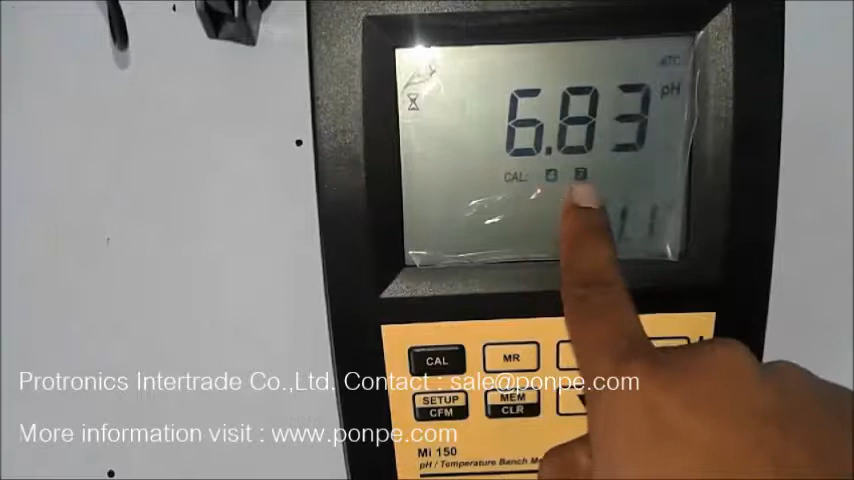 ATC
6.83 pH
CAL: 4 7
CAL MR
SETUP CFM MEM CLR
Protronics Intertrade Co.,Ltd. Contact : sale@ponpe.com
More information visit : www.ponpe.com
Mi 150
pH / Temperature Bench